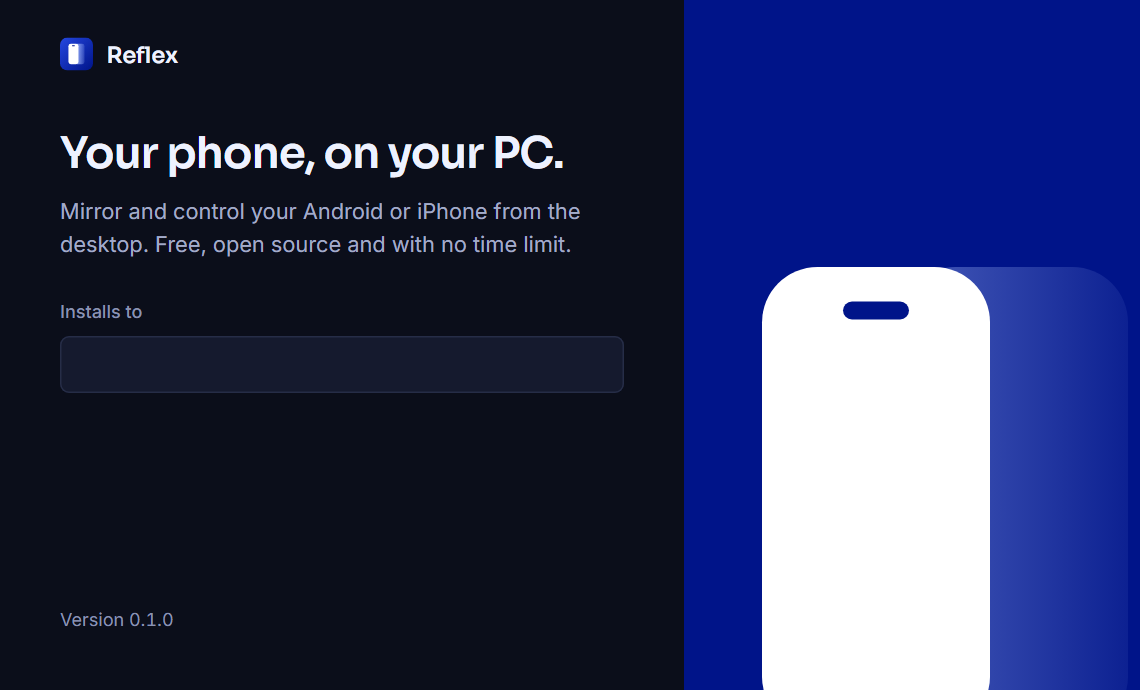 Reflex
Your phone, on your PC.
Mirror and control your Android or iPhone from the
desktop. Free, open source and with no time limit.
Installs to
Version 0.1.0